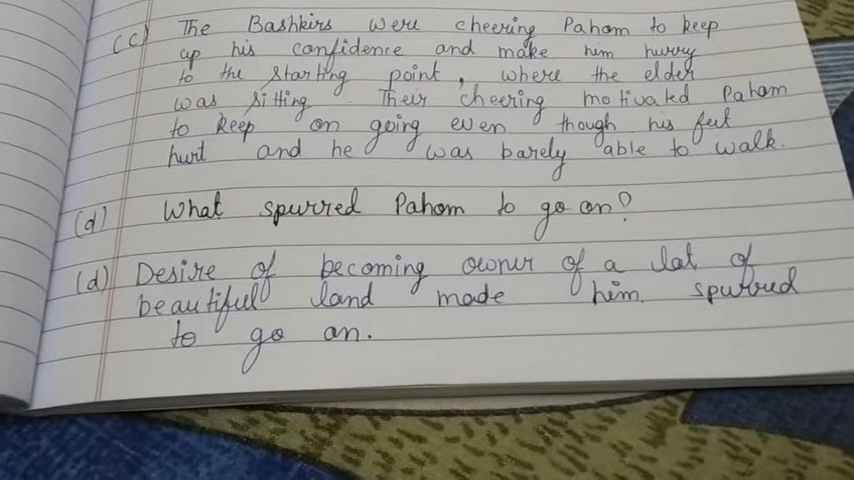 (c) The Bashkirs were cheering Pahom to keep
up his confidence and make him hurry
to the starting point, where the elder
was sitting. Their cheering motivated Pahom
to keep on going even though his feet
hurt and he was barely able to walk.
(d) What spurred Pahom to go on?
(d) Desire of becoming owner of a lot of
beautiful land made him spurred
to go on.